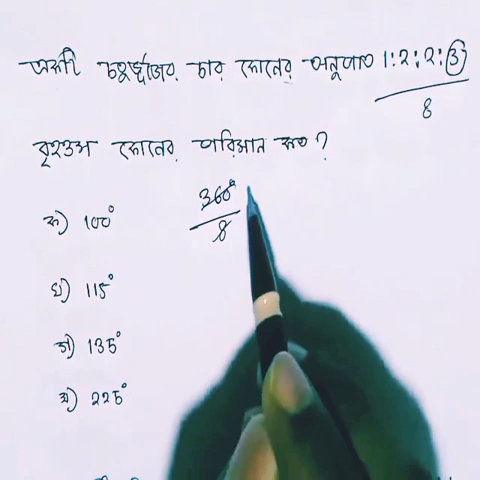 একটি চতুর্ভুজের চার কোনের অনুপাত 1:2:2:3
8
বৃহত্তম কোনের পরিমান কত ?
360°
8
ক) 100°
খ) 115°
গ) 135°
ঘ) 225°